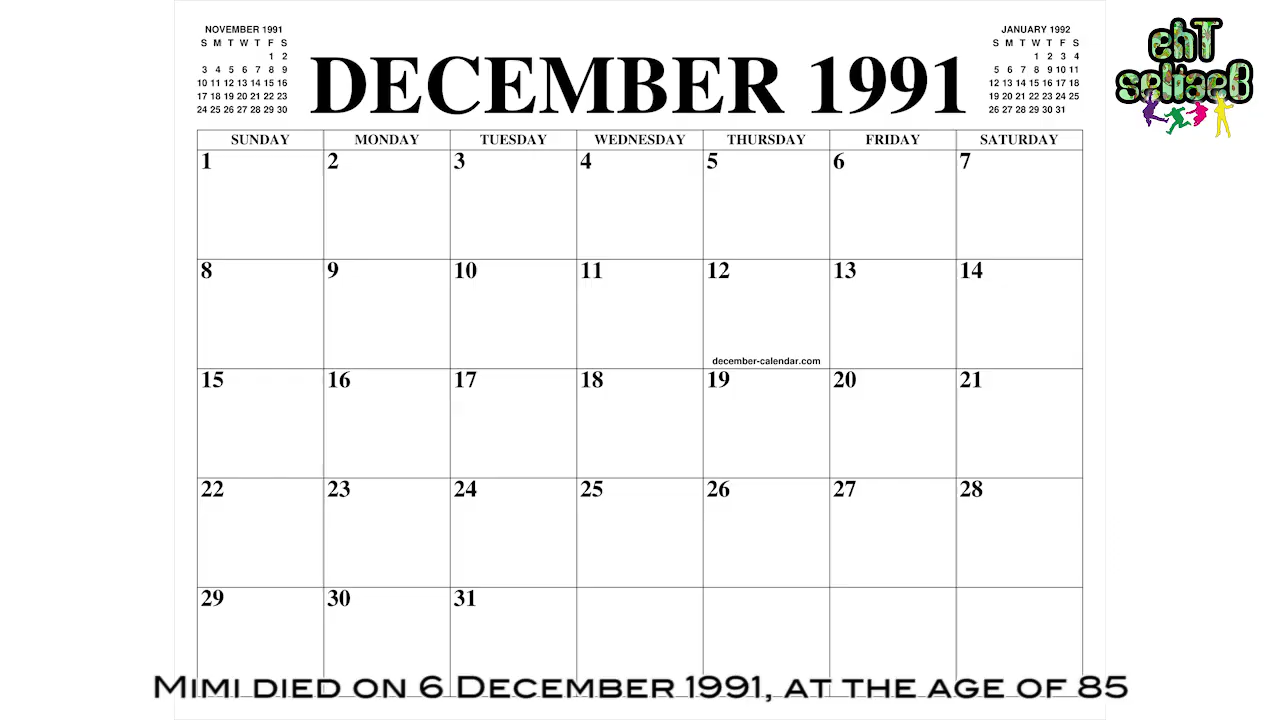 NOVEMBER 1991
S M T W T F S
1 2
3 4 5 6 7 8 9
10 11 12 13 14 15 16
17 18 19 20 21 22 23
24 25 26 27 28 29 30
DECEMBER 1991
JANUARY 1992
S M T W T F S
1 2 3 4
5 6 7 8 9 10 11
12 13 14 15 16 17 18
19 20 21 22 23 24 25
26 27 28 29 30 31
ehT
seltaeB
SUNDAY MONDAY TUESDAY WEDNESDAY THURSDAY FRIDAY SATURDAY
1 2 3 4 5 6 7
8 9 10 11 12 13 14
december-calendar.com
15 16 17 18 19 20 21
22 23 24 25 26 27 28
29 30 31
MIMI DIED ON 6 DECEMBER 1991, AT THE AGE OF 85